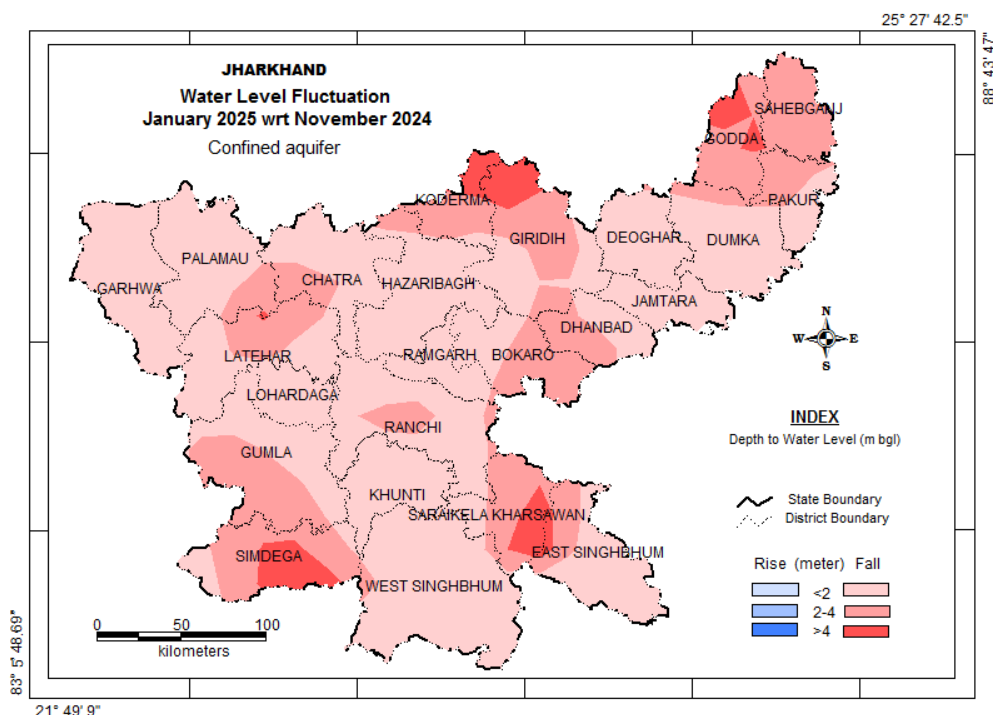 25° 27' 42.5"
88° 43' 47"
JHARKHAND
Water Level Fluctuation
January 2025 wrt November 2024
Confined aquifer
SAHEBGANJ
GODDA
KODERMA
PAKUR
GIRIDIH
DEOGHAR
DUMKA
PALAMAU
CHATRA
HAZARIBAGH
GARHWA
JAMTARA
DHANBAD
LATEHAR
RAMGARH
BOKARO
LOHARDAGA
RANCHI
GUMLA
KHUNTI
SARAIKELA KHARSAWAN
SIMDEGA
EAST SINGHBHUM
WEST SINGHBHUM
N
W E
S
INDEX
Depth to Water Level (m bgl)
State Boundary
District Boundary
Rise (meter) Fall
<2
2-4
>4
0 50 100
kilometers
83° 5' 48.69"
21° 49' 9"